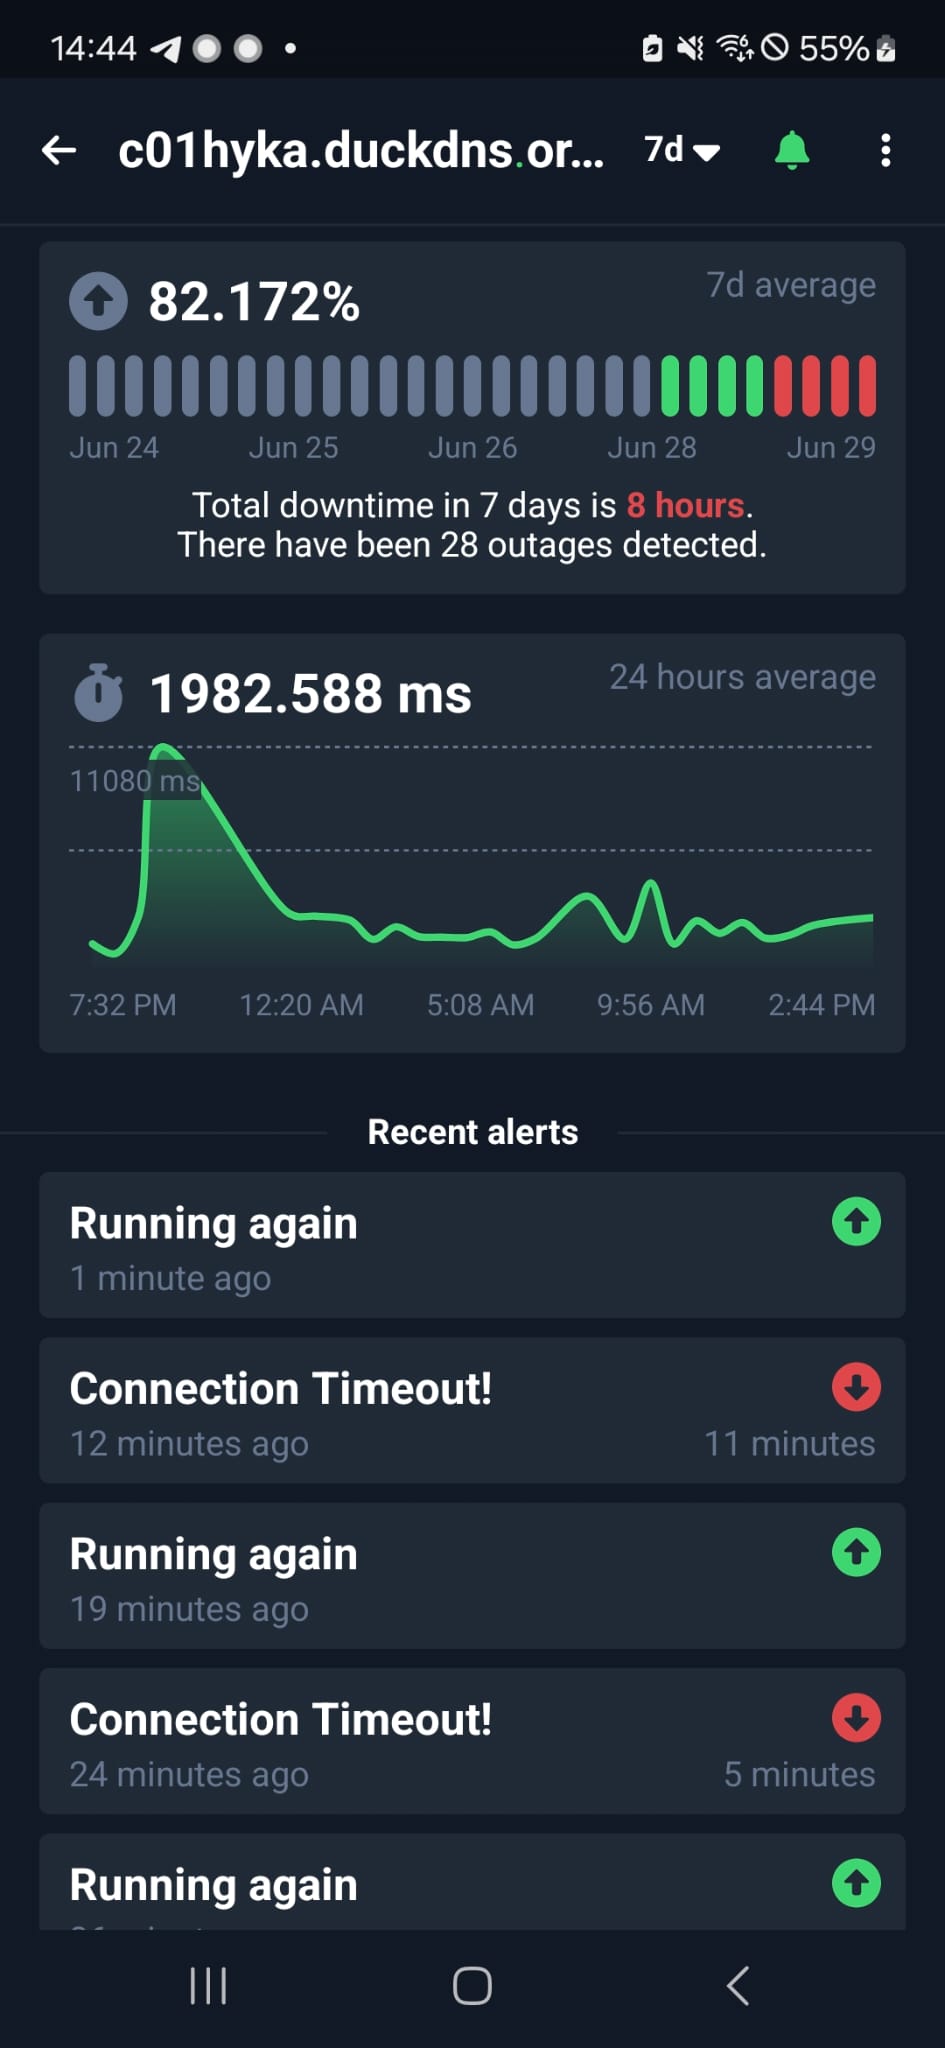 14:44
55%
c01hyka.duckdns.or...
7d
82.172%
7d average
Jun 24 Jun 25 Jun 26 Jun 28 Jun 29
Total downtime in 7 days is 8 hours.
There have been 28 outages detected.
1982.588 ms
24 hours average
11080 ms
7:32 PM 12:20 AM 5:08 AM 9:56 AM 2:44 PM
Recent alerts
Running again
1 minute ago
Connection Timeout!
12 minutes ago 11 minutes
Running again
19 minutes ago
Connection Timeout!
24 minutes ago 5 minutes
Running again